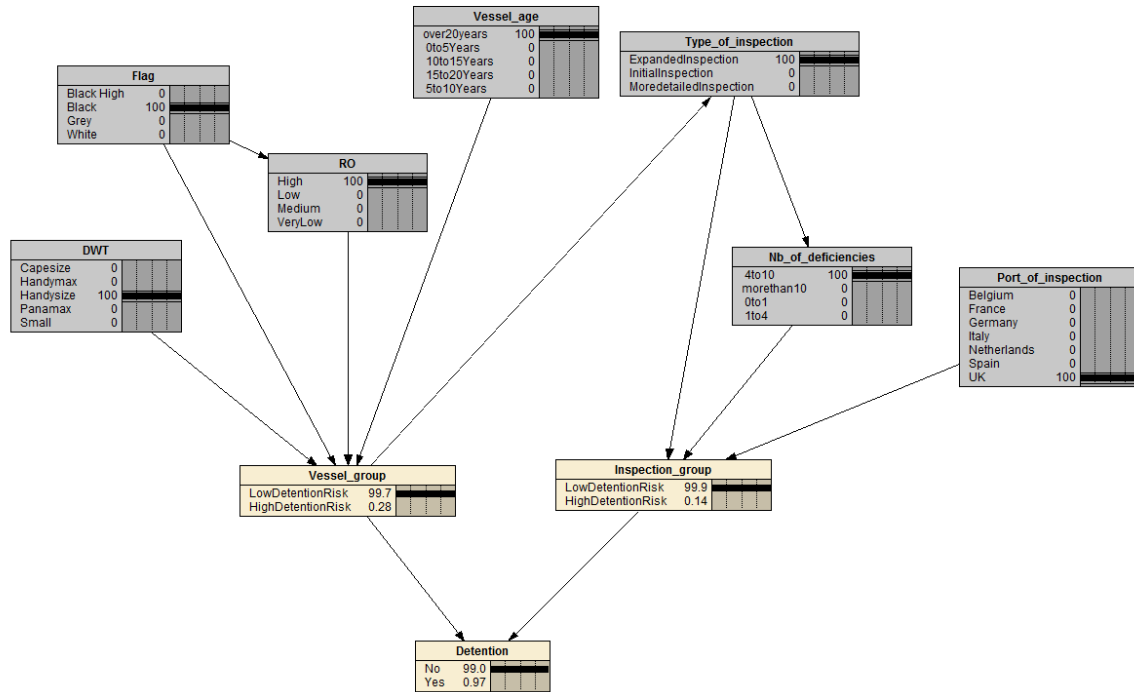 Vessel_age
over20years 100
0to5Years 0
10to15Years 0
15to20Years 0
5to10Years 0
Type_of_inspection
ExpandedInspection 100
InitialInspection 0
MoredetailedInspection 0
Flag
Black High 0
Black 100
Grey 0
White 0
RO
High 100
Low 0
Medium 0
VeryLow 0
DWT
Capesize 0
Handymax 0
Handysize 100
Panamax 0
Small 0
Nb_of_deficiencies
4to10 100
morethan10 0
0to1 0
1to4 0
Port_of_inspection
Belgium 0
France 0
Germany 0
Italy 0
Netherlands 0
Spain 0
UK 100
Vessel_group
LowDetentionRisk 99.7
HighDetentionRisk 0.28
Inspection_group
LowDetentionRisk 99.9
HighDetentionRisk 0.14
Detention
No 99.0
Yes 0.97